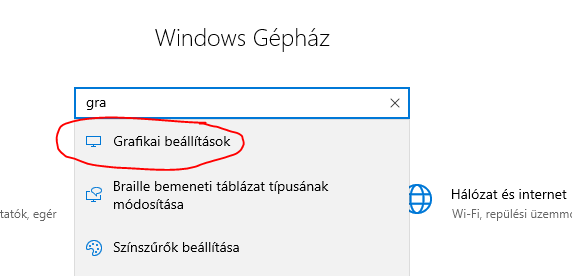 Windows Gépház
gra
Grafikai beállítások
Braille bemeneti táblázat típusának
módosítása
Színszűrők beállítása
tatók, egér
Hálózat és internet
Wi-Fi, repülési üzemmó